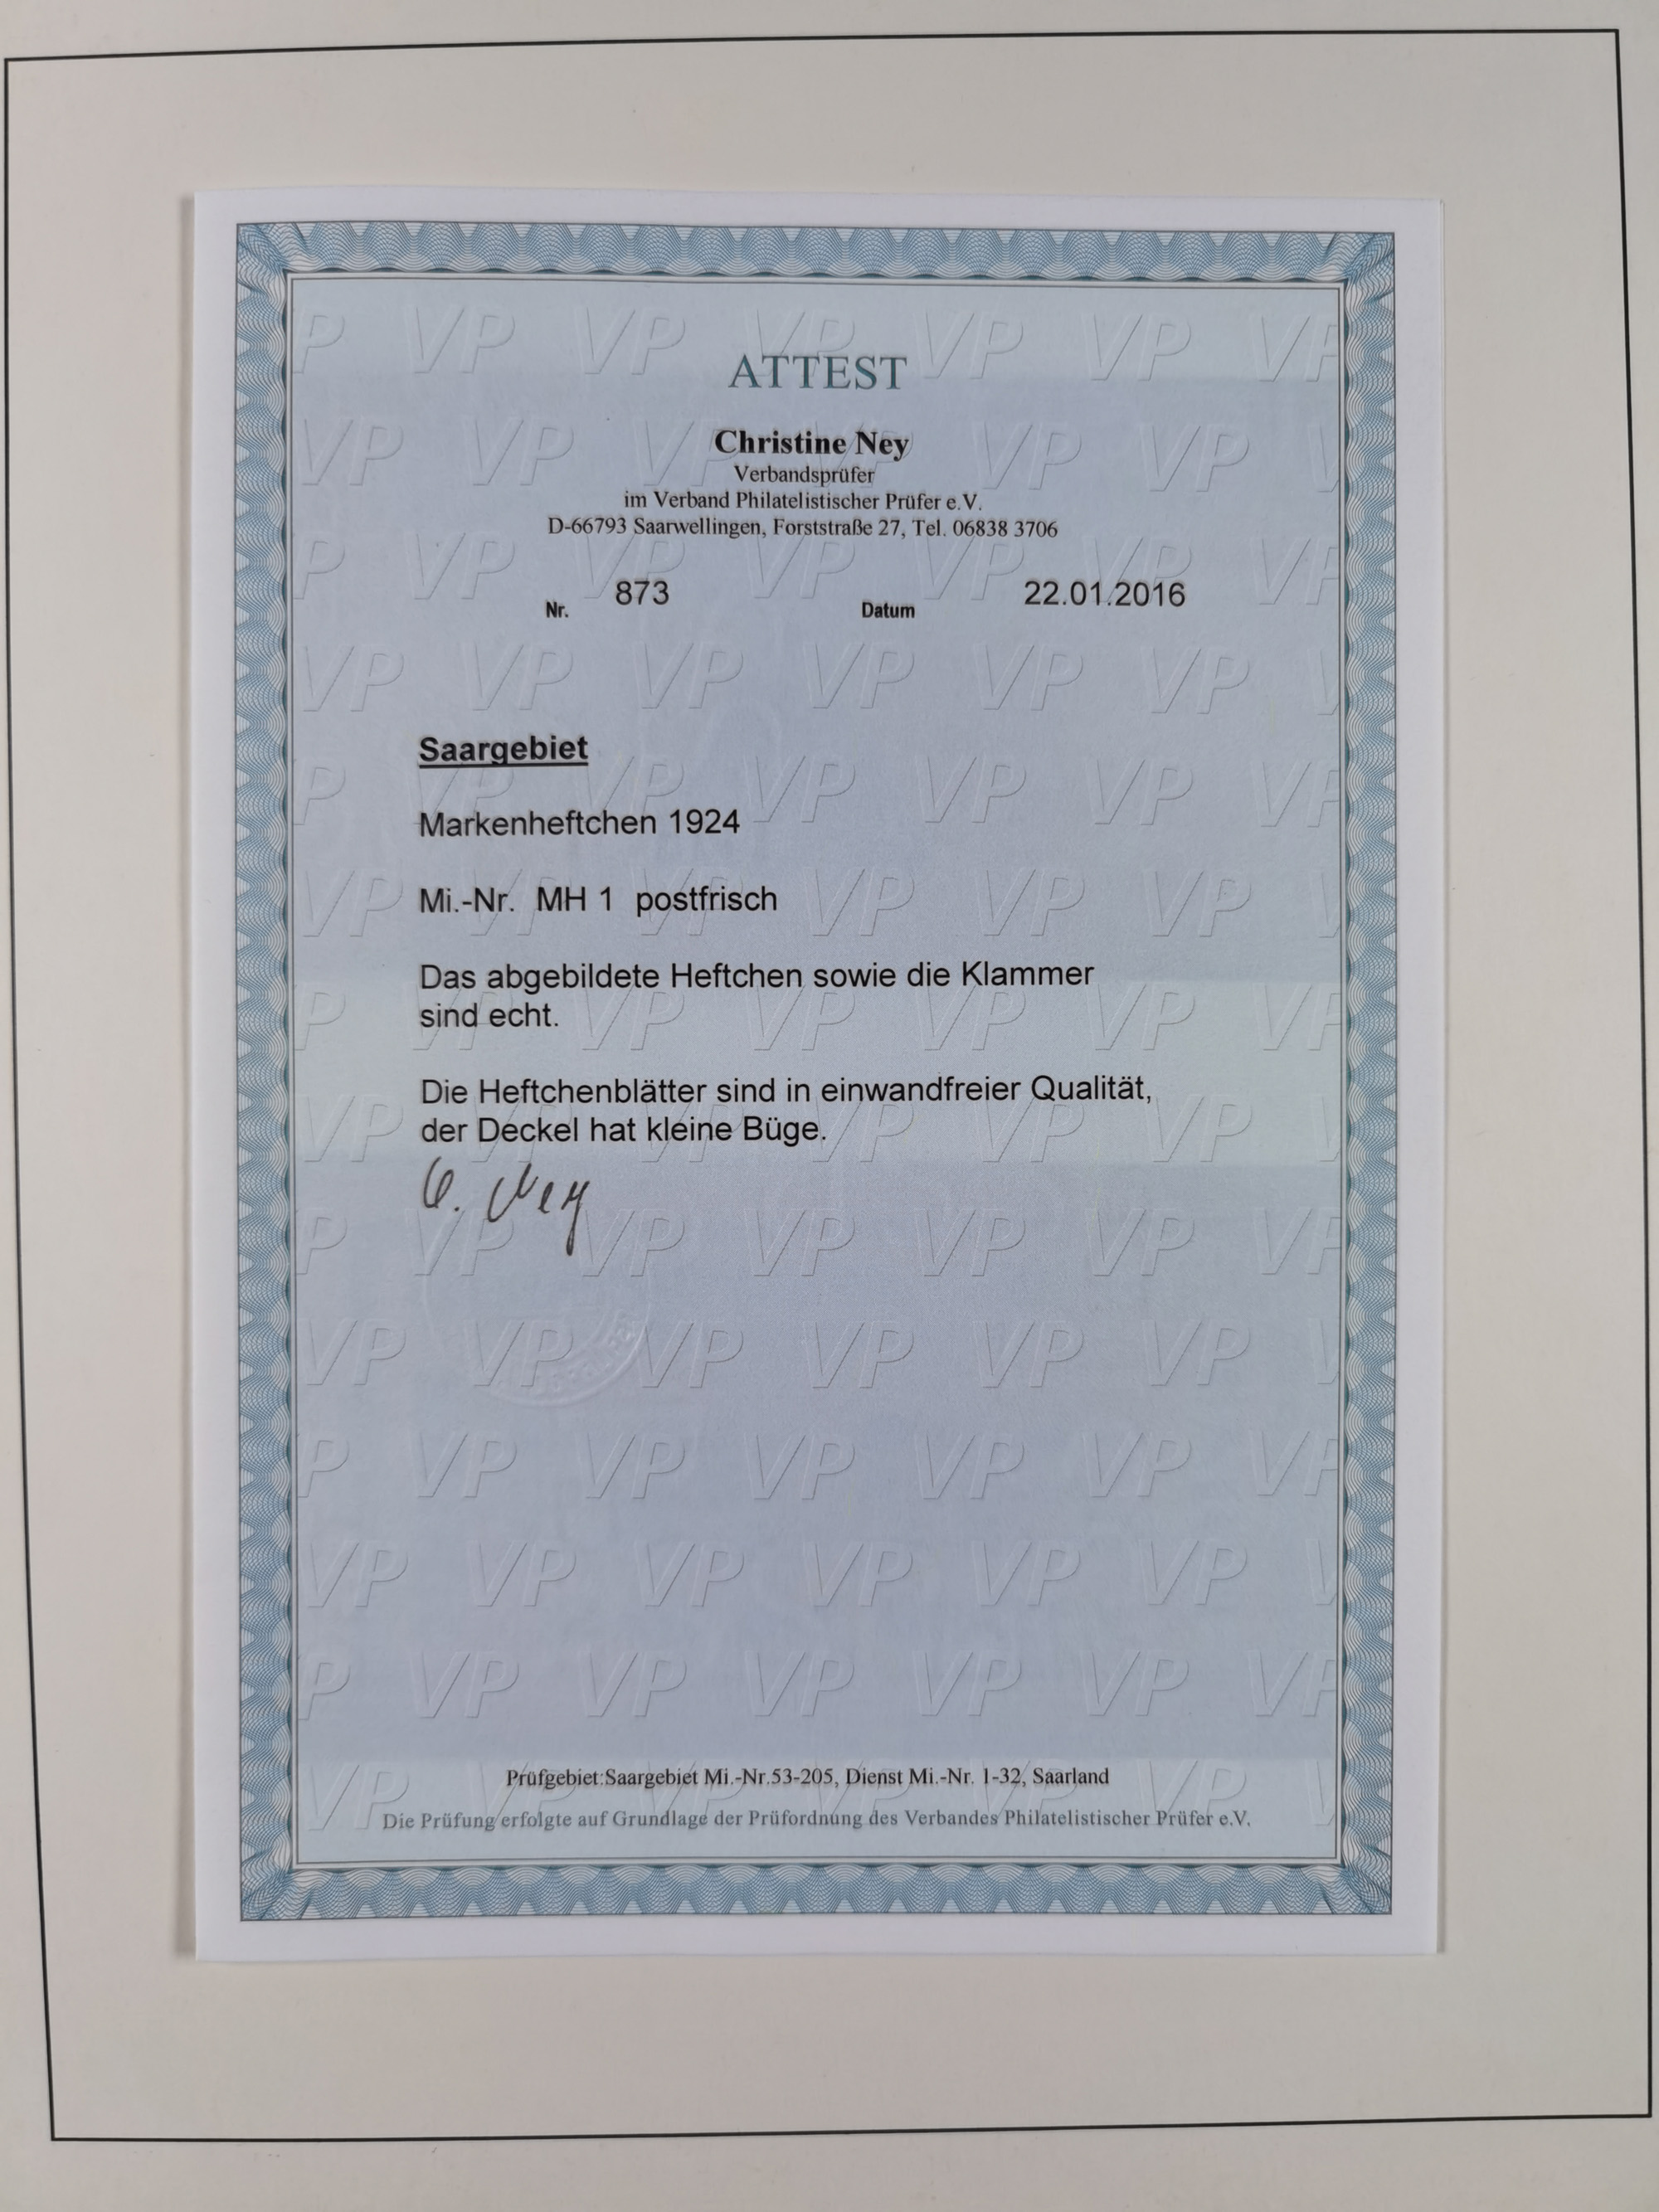 ATTEST
Christine Ney
Verbandsprüfer
im Verband Philatelistischer Prüfer e.V.
D-66793 Saarwellingen, Forststraße 27, Tel. 06838 3706
Nr. 873 Datum 22.01.2016
Saargebiet
Markenheftchen 1924
Mi.-Nr. MH 1 postfrisch
Das abgebildete Heftchen sowie die Klammer
sind echt.
Die Heftchenblätter sind in einwandfreier Qualität,
der Deckel hat kleine Büge.
C. Ney
Prüfgebiet:Saargebiet Mi.-Nr.53-205, Dienst Mi.-Nr. 1-32, Saarland
Die Prüfung erfolgte auf Grundlage der Prüfordnung des Verbandes Philatelistischer Prüfer e.V.